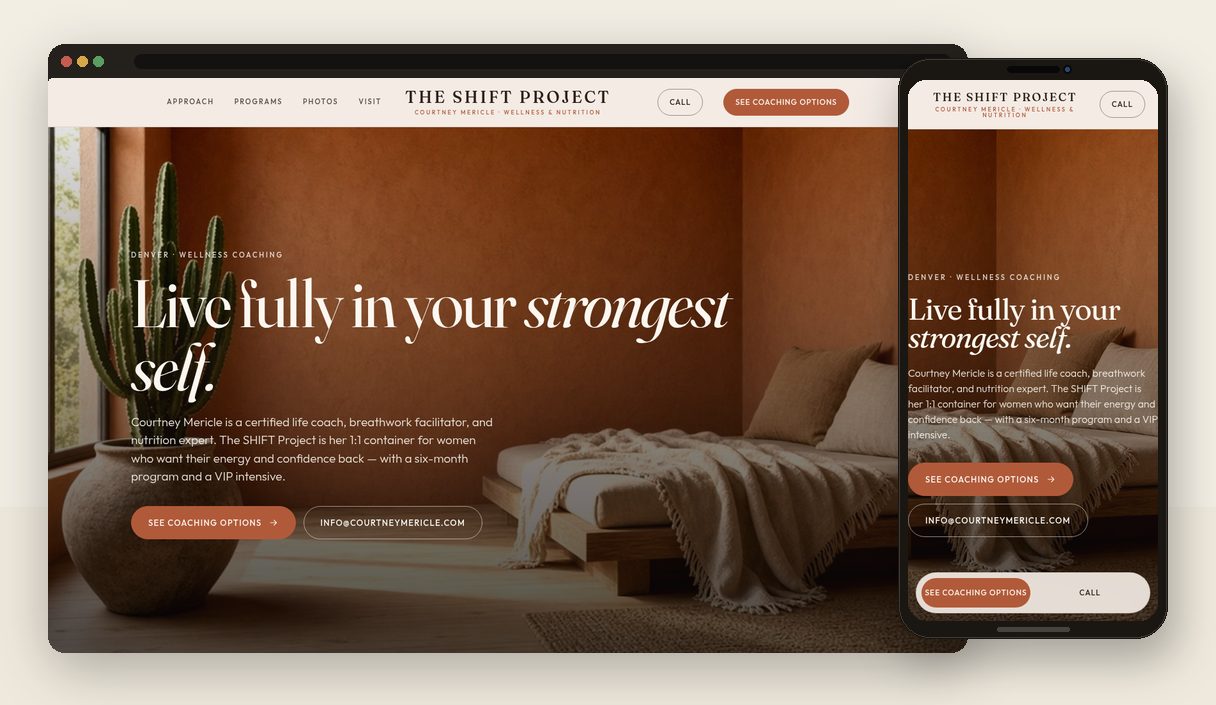 APPROACH PROGRAMS PHOTOS VISIT
THE SHIFT PROJECT
COURTNEY MERICLE · WELLNESS & NUTRITION
CALL
SEE COACHING OPTIONS
DENVER · WELLNESS COACHING
Live fully in your strongest
self.
Courtney Mericle is a certified life coach, breathwork facilitator, and
nutrition expert. The SHIFT Project is her 1:1 container for women
who want their energy and confidence back — with a six-month
program and a VIP intensive.
SEE COACHING OPTIONS →
INFO@COURTNEYMERICLE.COM
THE SHIFT PROJECT
COURTNEY MERICLE · WELLNESS &
NUTRITION
CALL
DENVER · WELLNESS COACHING
Live fully in your
strongest self.
Courtney Mericle is a certified life coach, breathwork
facilitator, and nutrition expert. The SHIFT Project is
her 1:1 container for women who want their energy and
confidence back — with a six-month program and a VIP
intensive.
SEE COACHING OPTIONS →
INFO@COURTNEYMERICLE.COM
SEE COACHING OPTIONS
CALL